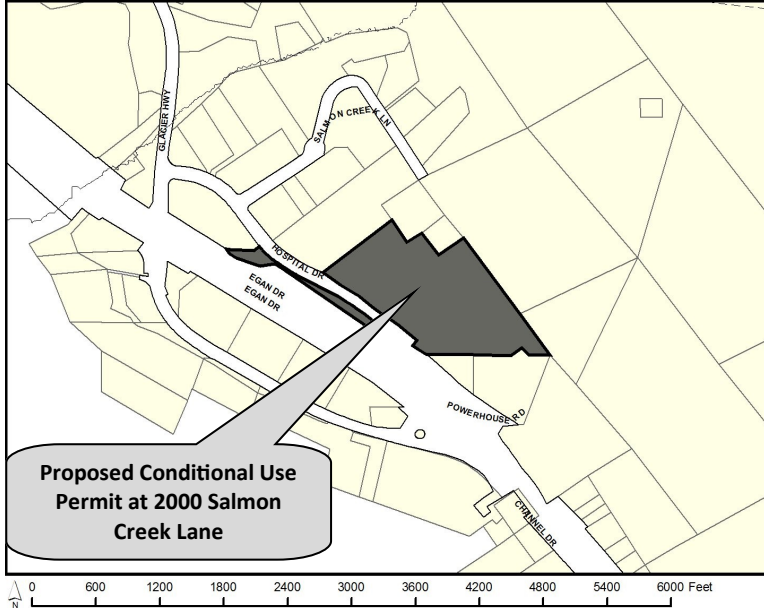 GLACIER HWY
SALMON CREEK LN
HOSPITAL DR
EGAN DR
EGAN DR
POWERHOUSE RD
CHANNEL DR
Proposed Conditional Use
Permit at 2000 Salmon
Creek Lane
N
0 600 1200 1800 2400 3000 3600 4200 4800 5400 6000 Feet